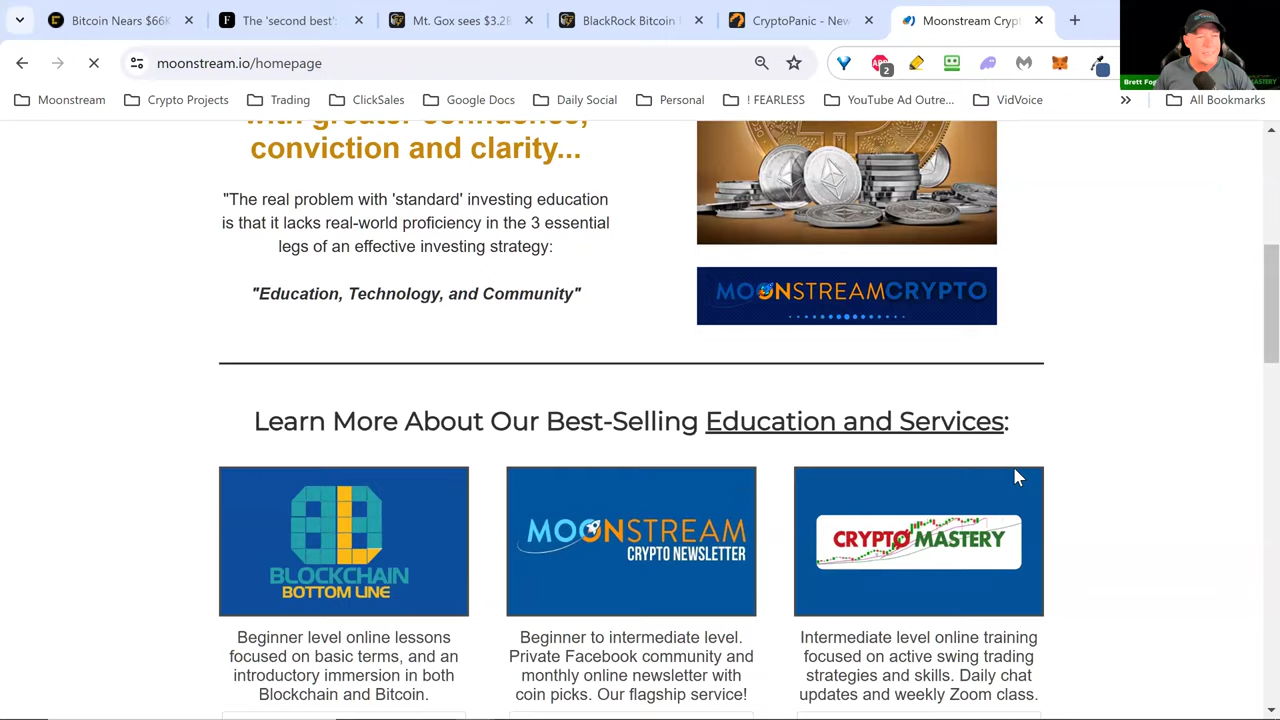 Bitcoin Nears $66K
The 'second best'
Mt. Gox sees $3.2B
BlackRock Bitcoin
CryptoPanic - New
Moonstream Cryp
moonstream.io/homepage
2
Moonstream
Crypto Projects
Trading
ClickSales
Google Docs
Daily Social
Personal
! FEARLESS
YouTube Ad Outre...
VidVoice
All Bookmarks
Brett
MASTERY
with greater confidence,
conviction and clarity...
"The real problem with 'standard' investing education
is that it lacks real-world proficiency in the 3 essential
legs of an effective investing strategy:
"Education, Technology, and Community"
MOONSTREAMCRYPTO
Learn More About Our Best-Selling Education and Services:
BLOCKCHAIN
BOTTOM LINE
MOONSTREAM
CRYPTO NEWSLETTER
CRYPTO MASTERY
Beginner level online lessons
focused on basic terms, and an
introductory immersion in both
Blockchain and Bitcoin.
Beginner to intermediate level.
Private Facebook community and
monthly online newsletter with
coin picks. Our flagship service!
Intermediate level online training
focused on active swing trading
strategies and skills. Daily chat
updates and weekly Zoom class.